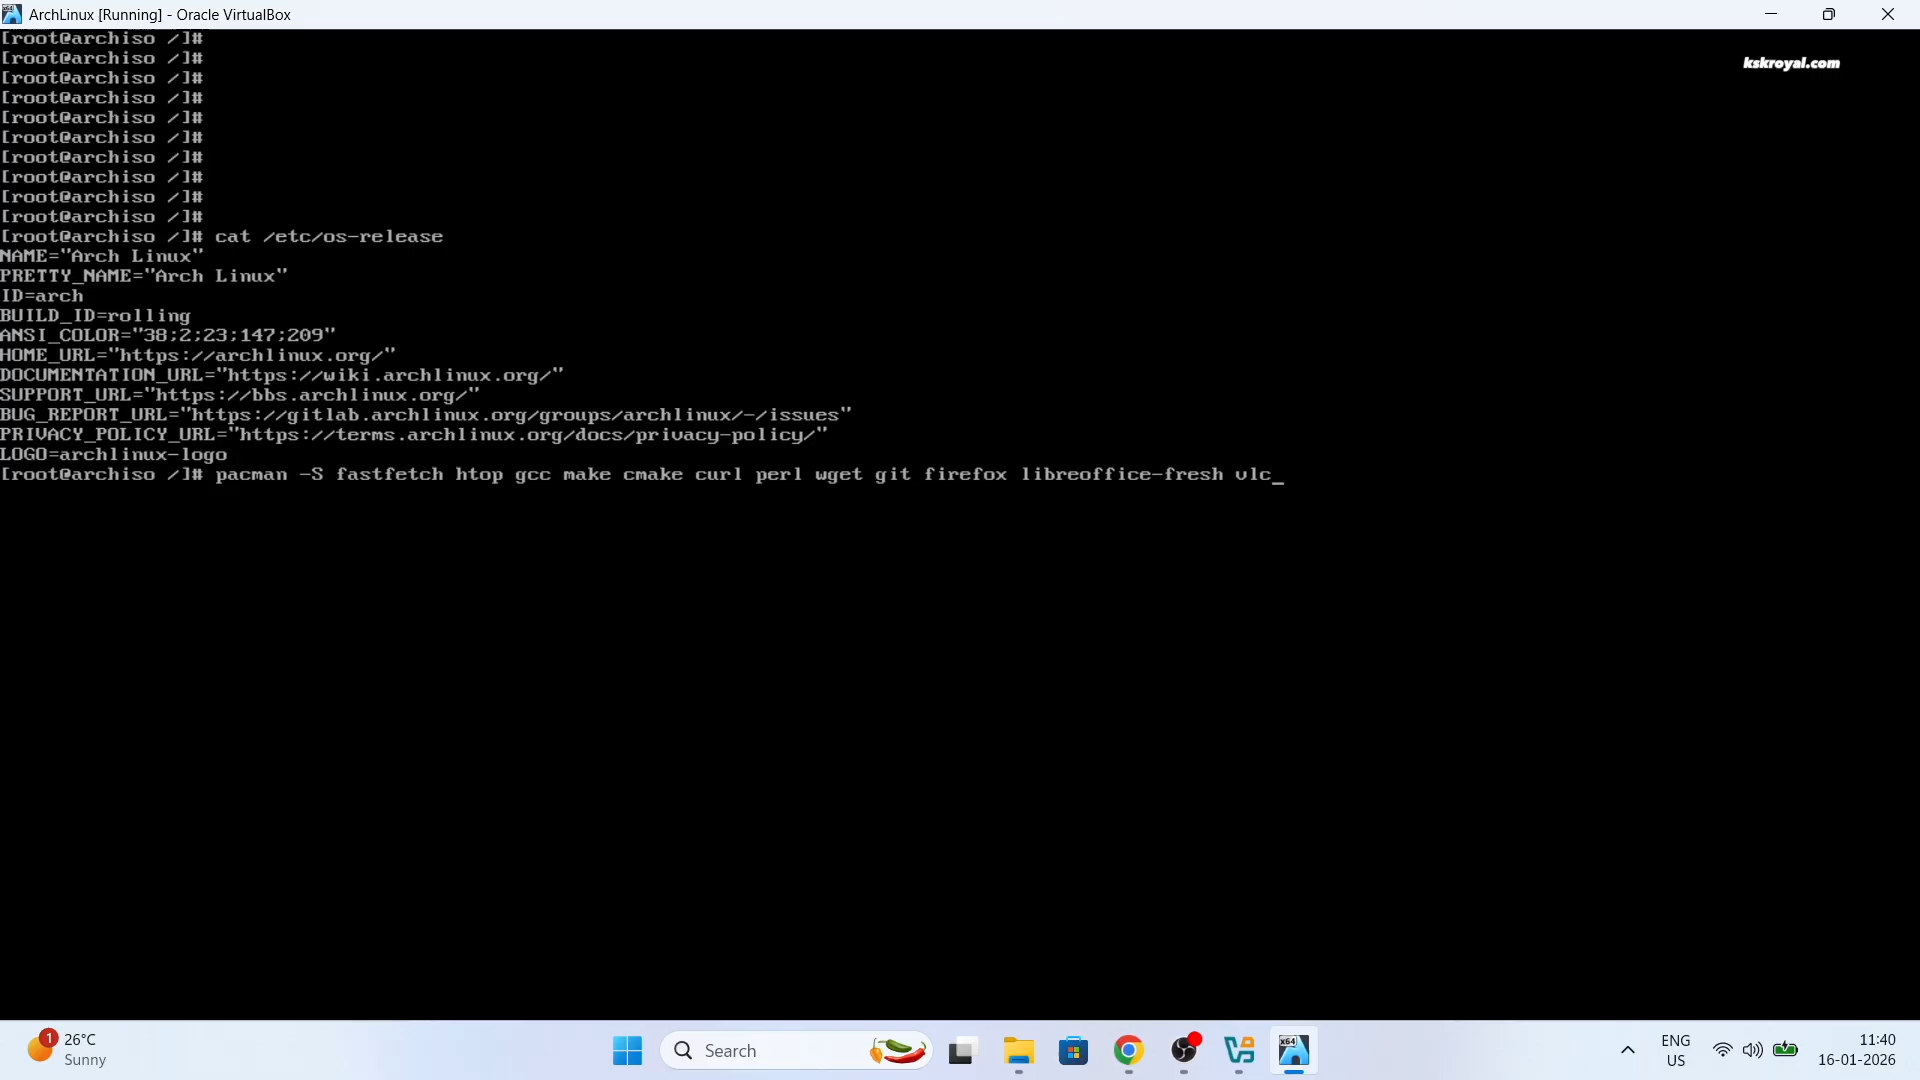 ArchLinux [Running] - Oracle VirtualBox
[root@archiso /]#
kskroyal.com
[root@archiso /]#
[root@archiso /]#
[root@archiso /]#
[root@archiso /]#
[root@archiso /]#
[root@archiso /]#
[root@archiso /]#
[root@archiso /]#
[root@archiso /]#
[root@archiso /]# cat /etc/os-release
NAME="Arch Linux"
PRETTY_NAME="Arch Linux"
ID=arch
BUILD_ID=rolling
ANSI_COLOR="38;2;23;147;209"
HOME_URL="https://archlinux.org/"
DOCUMENTATION_URL="https://wiki.archlinux.org/"
SUPPORT_URL="https://bbs.archlinux.org/"
BUG_REPORT_URL="https://gitlab.archlinux.org/groups/archlinux/-/issues"
PRIVACY_POLICY_URL="https://terms.archlinux.org/docs/privacy-policy/"
LOGO=archlinux-logo
[root@archiso /]# pacman -S fastfetch htop gcc make cmake curl perl wget git firefox libreoffice-fresh vlc_
1
26°C
Sunny
Search
x64
ENG
US
11:40
16-01-2026